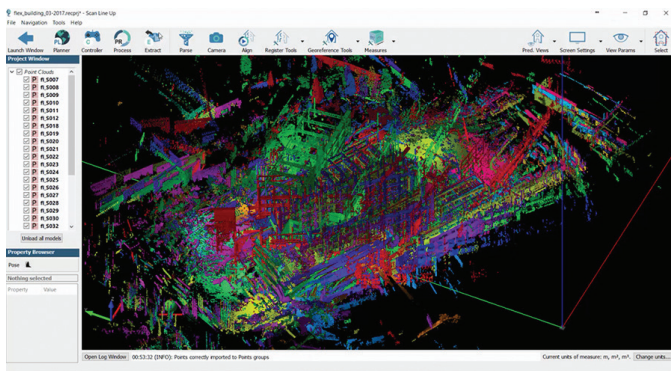 flex_building_03-2017.recprj* - Scan Line Up
File Navigation Tools Help
Launch Window Planner Controller Process Extract Parse Camera Align Register Tools Georeference Tools Measures Pred. Views Screen Settings View Params Select
Project Window
Point Clouds
fl_S007
fl_S008
fl_S009
fl_S010
fl_S011
fl_S012
fl_S018
fl_S019
fl_S020
fl_S021
fl_S022
fl_S023
fl_S024
fl_S025
fl_S026
fl_S027
fl_S028
fl_S029
fl_S030
fl_S032
Unload all models
Property Browser
Pose
Nothing selected
Property Value
Open Log Window 00:53:32 (INFO): Points correctly imported to Points groups Current units of measure: m, m², m³. Change units...